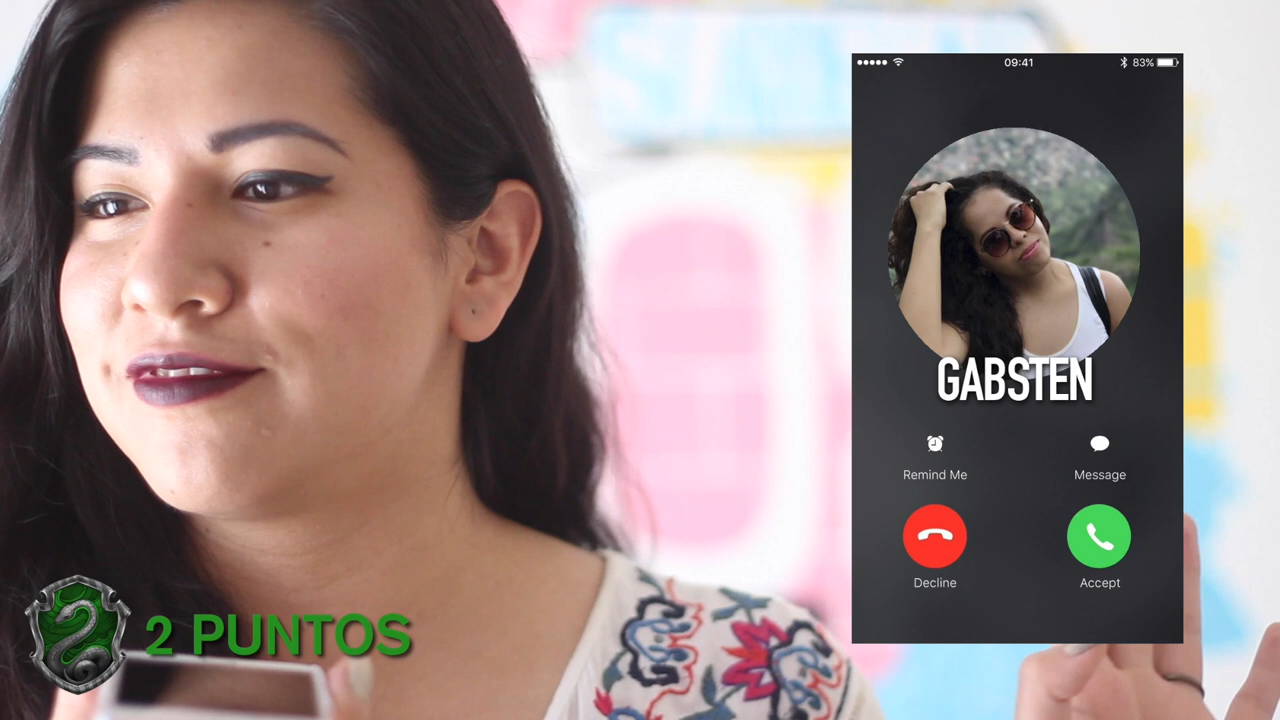 09:41
83%
GABSTEN
Remind Me
Message
Decline
Accept
2 PUNTOS